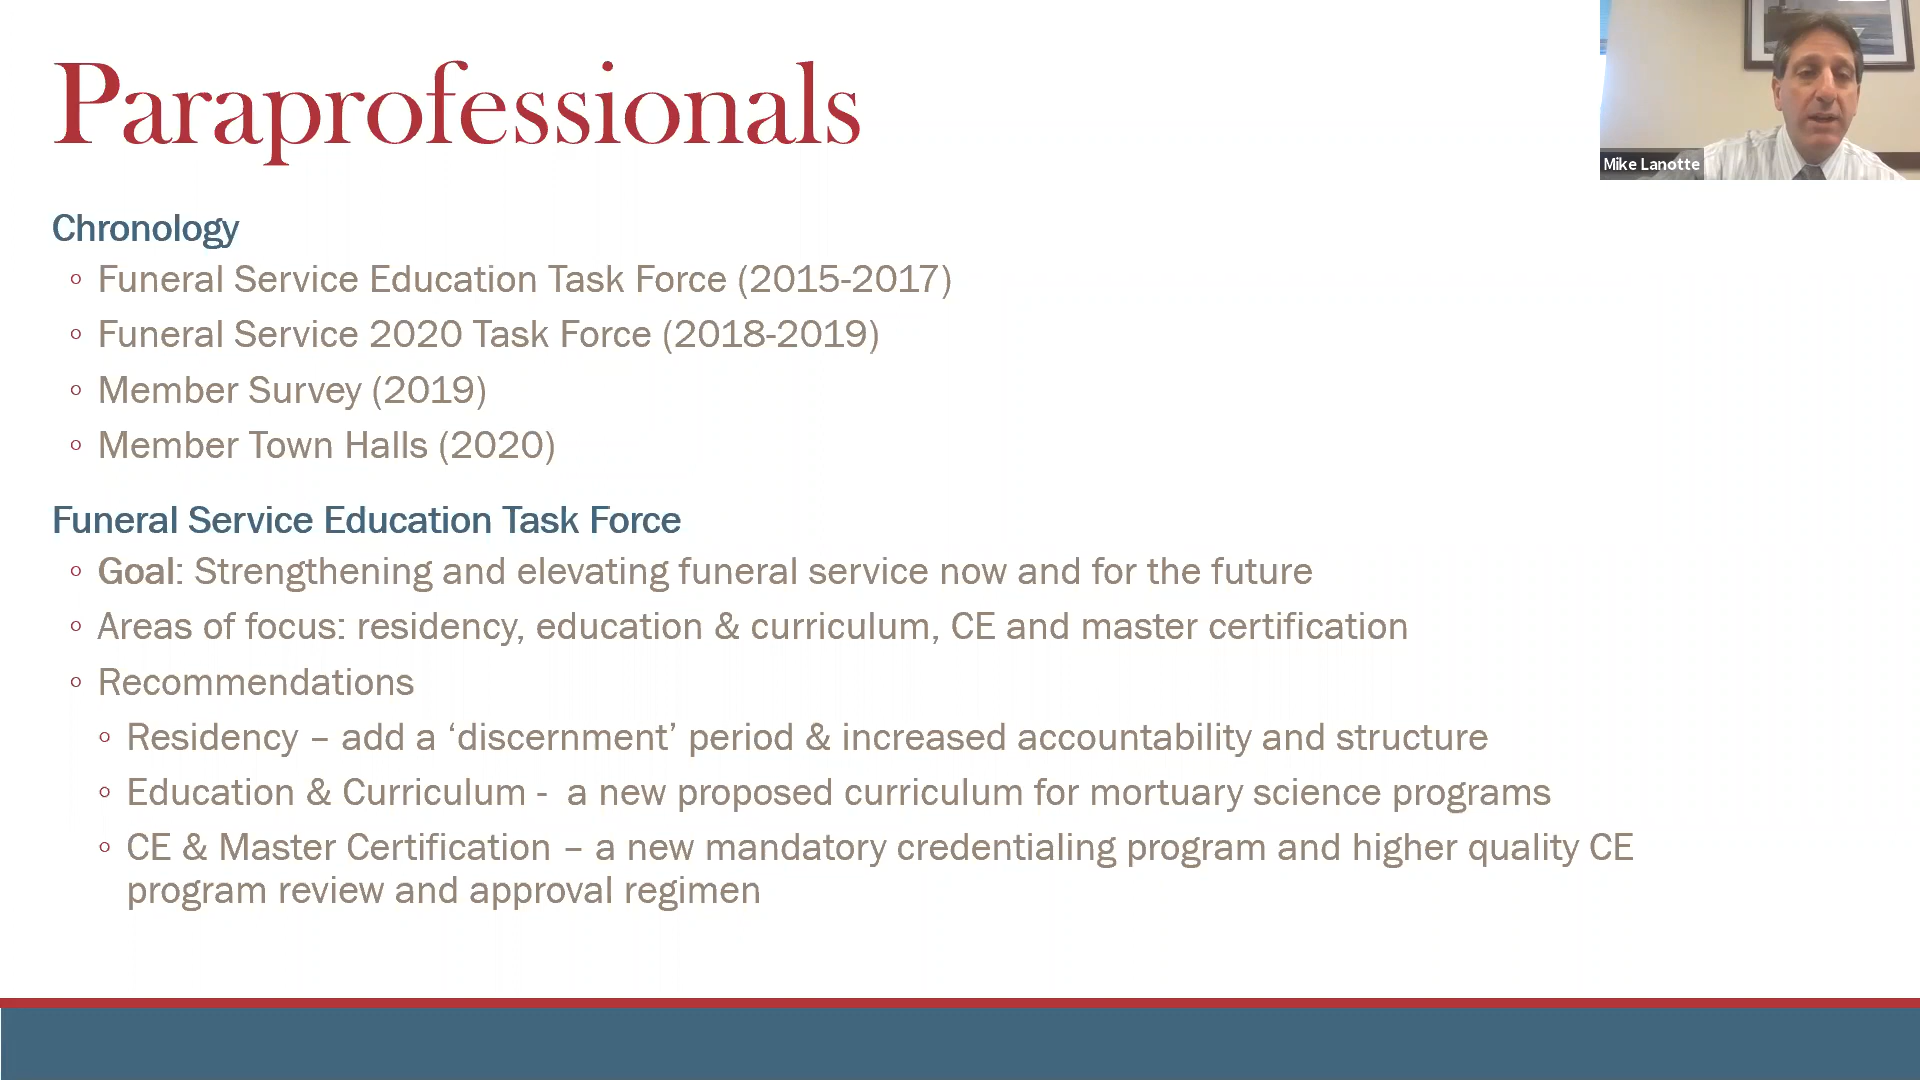 Paraprofessionals
Mike Lanotte
Chronology
◦ Funeral Service Education Task Force (2015-2017)
◦ Funeral Service 2020 Task Force (2018-2019)
◦ Member Survey (2019)
◦ Member Town Halls (2020)
Funeral Service Education Task Force
◦ Goal: Strengthening and elevating funeral service now and for the future
◦ Areas of focus: residency, education & curriculum, CE and master certification
◦ Recommendations
◦ Residency – add a ‘discernment’ period & increased accountability and structure
◦ Education & Curriculum -  a new proposed curriculum for mortuary science programs
◦ CE & Master Certification – a new mandatory credentialing program and higher quality CE
program review and approval regimen